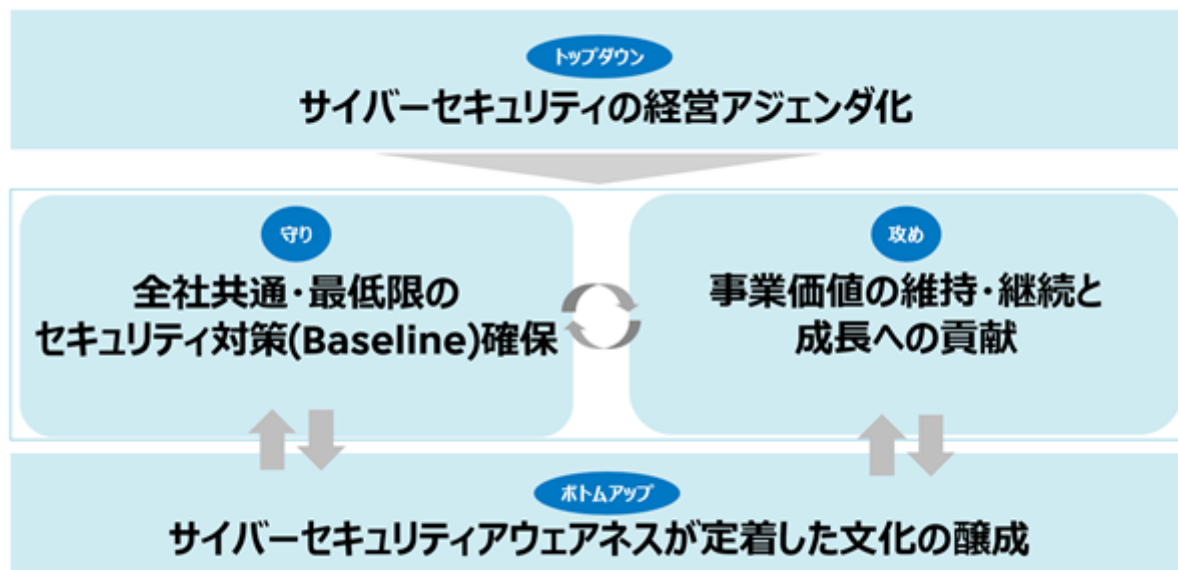 トップダウン
サイバーセキュリティの経営アジェンダ化
守り
全社共通・最低限の
セキュリティ対策(Baseline)確保
攻め
事業価値の維持・継続と
成長への貢献
ボトムアップ
サイバーセキュリティアウェアネスが定着した文化の醸成